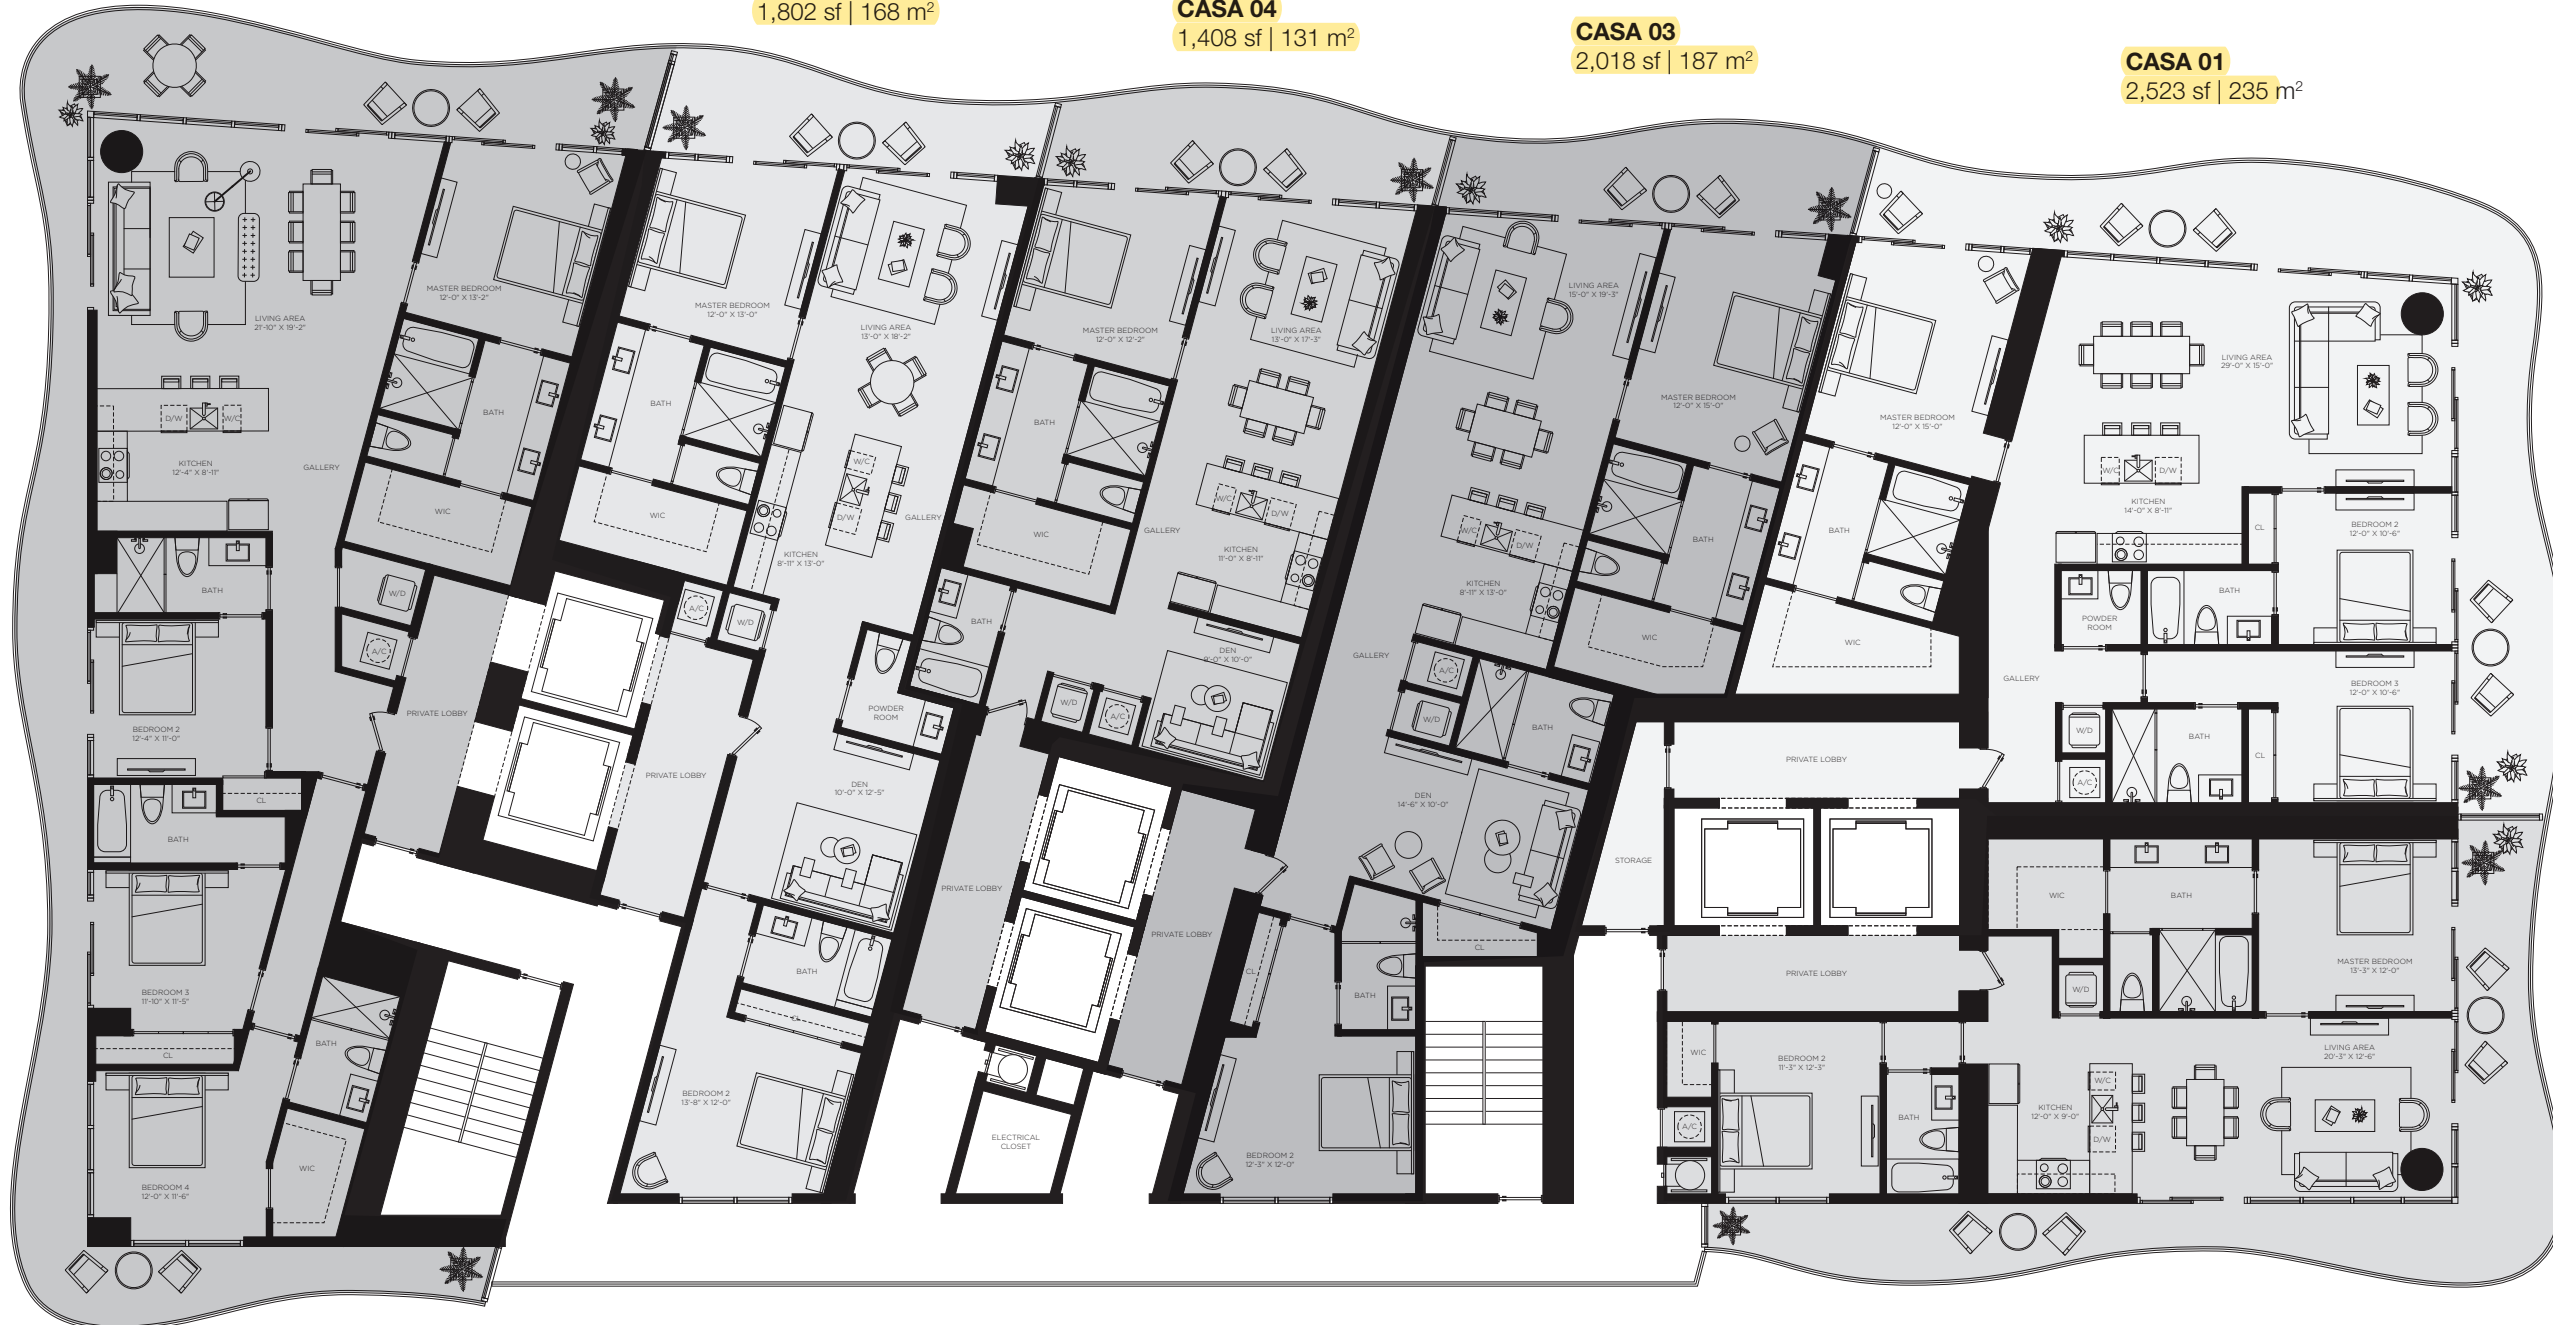 1,802 sf | 168 m²
CASA 04
1,408 sf | 131 m²
CASA 03
2,018 sf | 187 m²
CASA 01
2,523 sf | 235 m²
LIVING AREA
21'-10" X 19'-2"
MASTER BEDROOM
12'-0" X 13'-2"
D/W
W/C
KITCHEN
12'-4" X 8'-11"
GALLERY
BATH
WIC
BATH
W/D
A/C
BEDROOM 2
12'-4" X 11'-0"
PRIVATE LOBBY
CL
BATH
BEDROOM 3
11'-10" X 11'-5"
CL
BATH
BEDROOM 4
12'-0" X 11'-6"
WIC
MASTER BEDROOM
12'-0" X 13'-0"
LIVING AREA
13'-0" X 18'-2"
BATH
WIC
W/C
D/W
GALLERY
KITCHEN
8'-11" X 13'-0"
A/C
W/D
POWDER
ROOM
PRIVATE LOBBY
DEN
10'-0" X 12'-5"
BATH
CL
BEDROOM 2
13'-8" X 12'-0"
MASTER BEDROOM
12'-0" X 12'-2"
LIVING AREA
13'-0" X 17'-3"
BATH
WIC
GALLERY
W/C
D/W
KITCHEN
11'-0" X 8'-11"
BATH
DEN
9'-0" X 10'-0"
W/D
A/C
PRIVATE LOBBY
ELECTRICAL
CLOSET
LIVING AREA
15'-0" X 19'-3"
MASTER BEDROOM
12'-0" X 15'-0"
W/C
D/W
KITCHEN
8'-11" X 13'-0"
BATH
WIC
GALLERY
A/C
W/D
BATH
DEN
14'-6" X 10'-0"
PRIVATE LOBBY
CL
CL
BATH
BEDROOM 2
12'-3" X 12'-0"
MASTER BEDROOM
12'-0" X 15'-0"
BATH
WIC
LIVING AREA
29'-0" X 15'-0"
W/C
D/W
KITCHEN
14'-0" X 8'-11"
CL
BEDROOM 2
12'-0" X 10'-6"
POWDER
ROOM
BATH
GALLERY
BEDROOM 3
12'-0" X 10'-6"
W/D
BATH
CL
A/C
PRIVATE LOBBY
STORAGE
WIC
BATH
MASTER BEDROOM
13'-3" X 12'-0"
PRIVATE LOBBY
W/D
WIC
BEDROOM 2
11'-3" X 12'-3"
A/C
BATH
KITCHEN
12'-0" X 9'-0"
W/C
D/W
LIVING AREA
20'-3" X 12'-6"